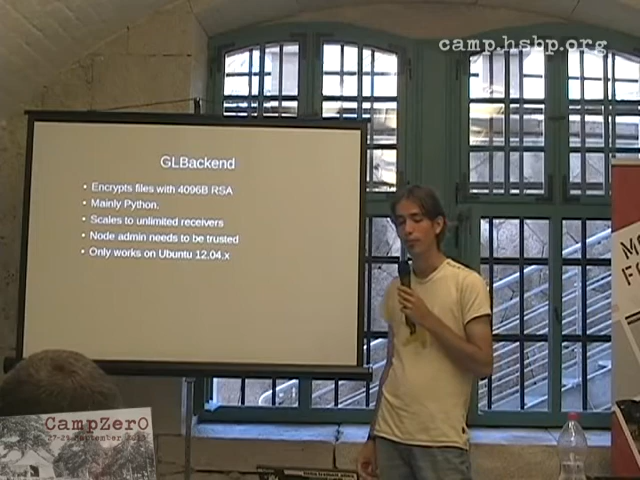 camp.hsbp.org
GLBackend
• Encrypts files with 4096B RSA
• Mainly Python.
• Scales to unlimited receivers
• Node admin needs to be trusted
• Only works on Ubuntu 12.04.x
CampZer0